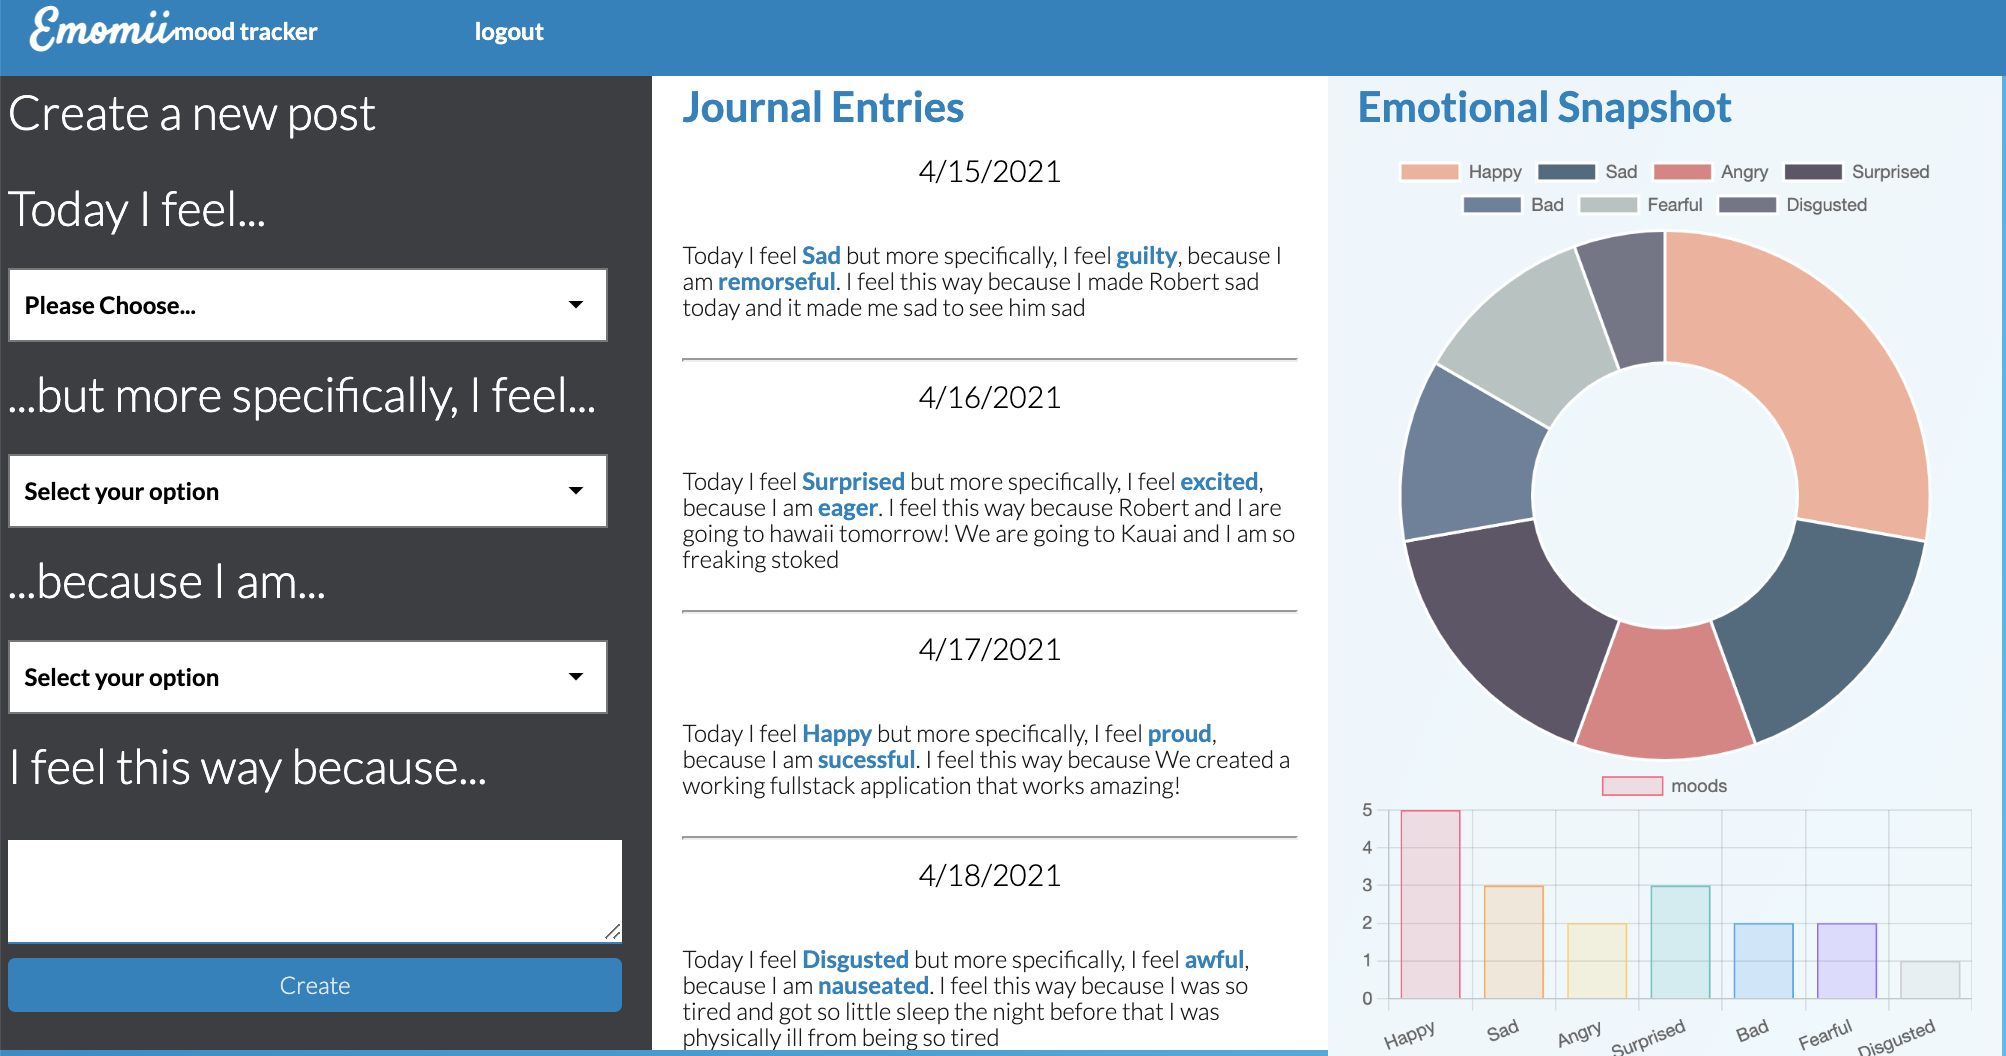 Emomii mood tracker logout
Create a new post
Today I feel...
Please Choose...
...but more specifically, I feel...
Select your option
...because I am...
Select your option
I feel this way because...
Create
Journal Entries
4/15/2021
Today I feel Sad but more specifically, I feel guilty, because I
am remorseful. I feel this way because I made Robert sad
today and it made me sad to see him sad
4/16/2021
Today I feel Surprised but more specifically, I feel excited,
because I am eager. I feel this way because Robert and I are
going to hawaii tomorrow! We are going to Kauai and I am so
freaking stoked
4/17/2021
Today I feel Happy but more specifically, I feel proud,
because I am sucessful. I feel this way because We created a
working fullstack application that works amazing!
4/18/2021
Today I feel Disgusted but more specifically, I feel awful,
because I am nauseated. I feel this way because I was so
tired and got so little sleep the night before that I was
physically ill from being so tired
Emotional Snapshot
Happy Sad Angry Surprised
Bad Fearful Disgusted
moods
5
4
3
2
1
0
Happy Sad Angry Surprised Bad Fearful Disgusted